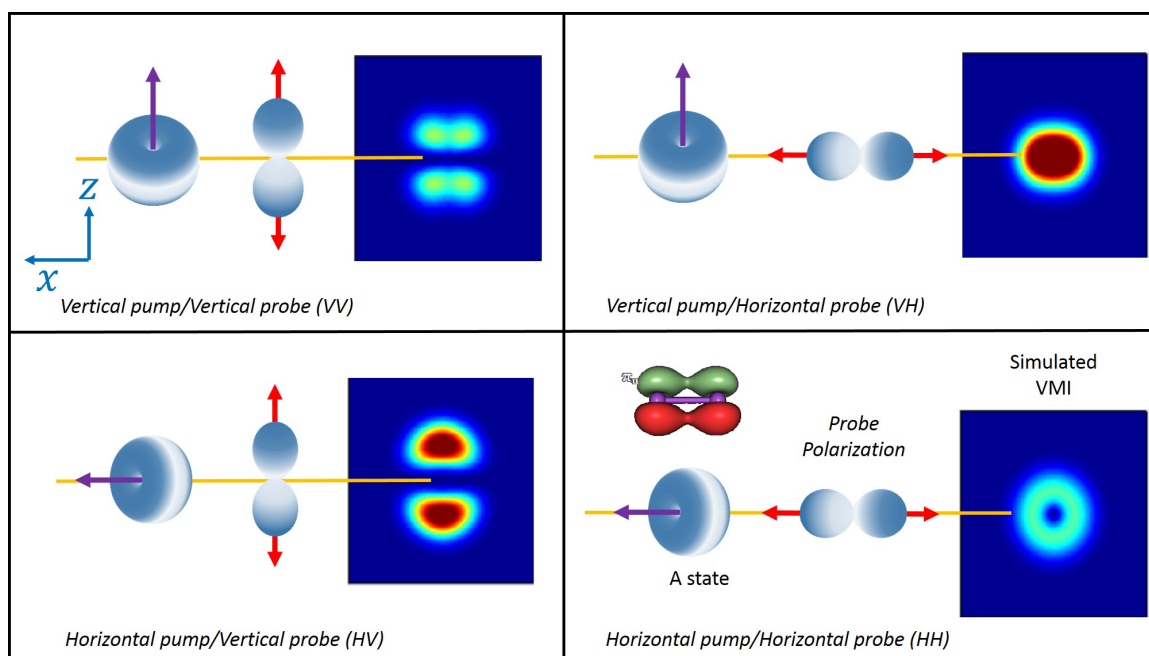 z
x
Vertical pump/Vertical probe (VV)
Vertical pump/Horizontal probe (VH)
Horizontal pump/Vertical probe (HV)
Simulated
VMI
Probe
Polarization
A state
Horizontal pump/Horizontal probe (HH)